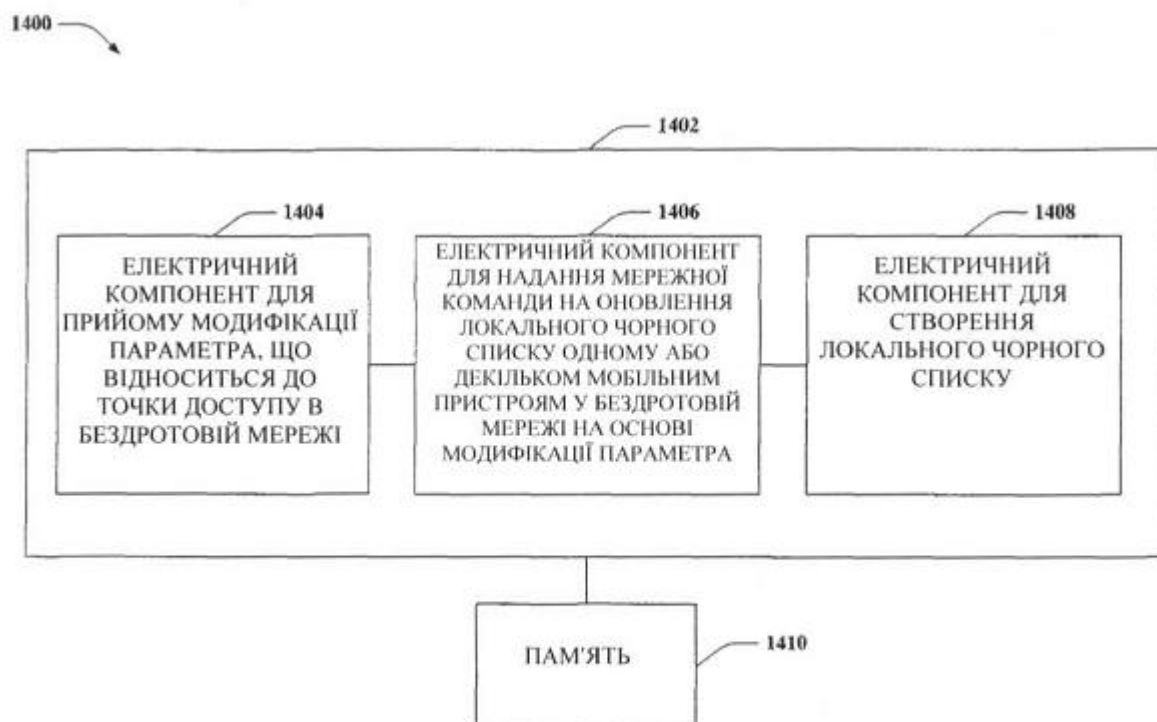 1400
1402
1404
1406
1408
ЕЛЕКТРИЧНИЙ
КОМПОНЕНТ ДЛЯ
ПРИЙОМУ МОДИФІКАЦІЇ
ПАРАМЕТРА, ЩО
ВІДНОСИТЬСЯ ДО
ТОЧКИ ДОСТУПУ В
БЕЗДРОТОВІЙ МЕРЕЖІ
ЕЛЕКТРИЧНИЙ КОМПОНЕНТ
ДЛЯ НАДАННЯ МЕРЕЖНОЇ
КОМАНДИ НА ОНОВЛЕННЯ
ЛОКАЛЬНОГО ЧОРНОГО
СПИСКУ ОДНОМУ АБО
ДЕКІЛЬКОМ МОБІЛЬНИМ
ПРИСТРОЯМ У БЕЗДРОТОВІЙ
МЕРЕЖІ НА ОСНОВІ
МОДИФІКАЦІЇ ПАРАМЕТРА
ЕЛЕКТРИЧНИЙ
КОМПОНЕНТ ДЛЯ
СТВОРЕННЯ
ЛОКАЛЬНОГО ЧОРНОГО
СПИСКУ
ПАМ'ЯТЬ
1410